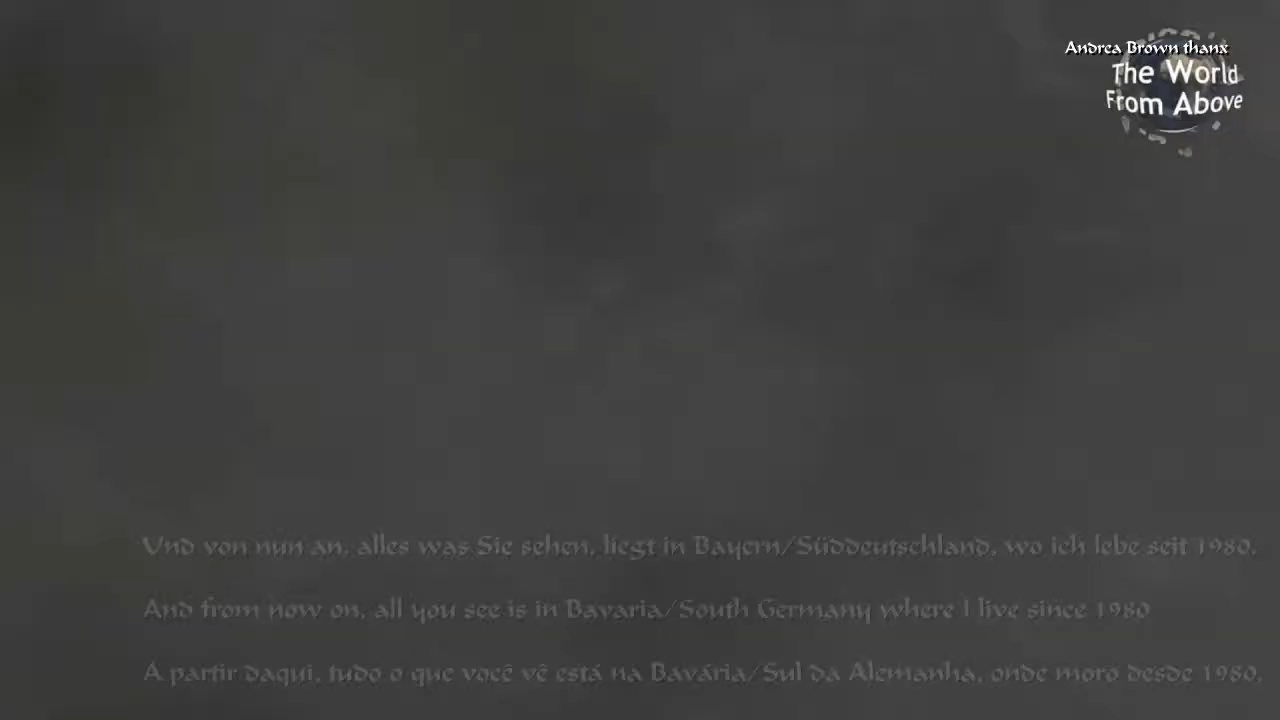 Andrea Brown thanx
The World
From Above
Und von nun an, alles was Sie sehen, liegt in Bayern/Süddeutschland, wo ich lebe seit 1980.
And from now on, all you see is in Bavaria/South Germany where I live since 1980
A partir daqui, tudo o que você vê está na Bavária/Sul da Alemanha, onde moro desde 1980.